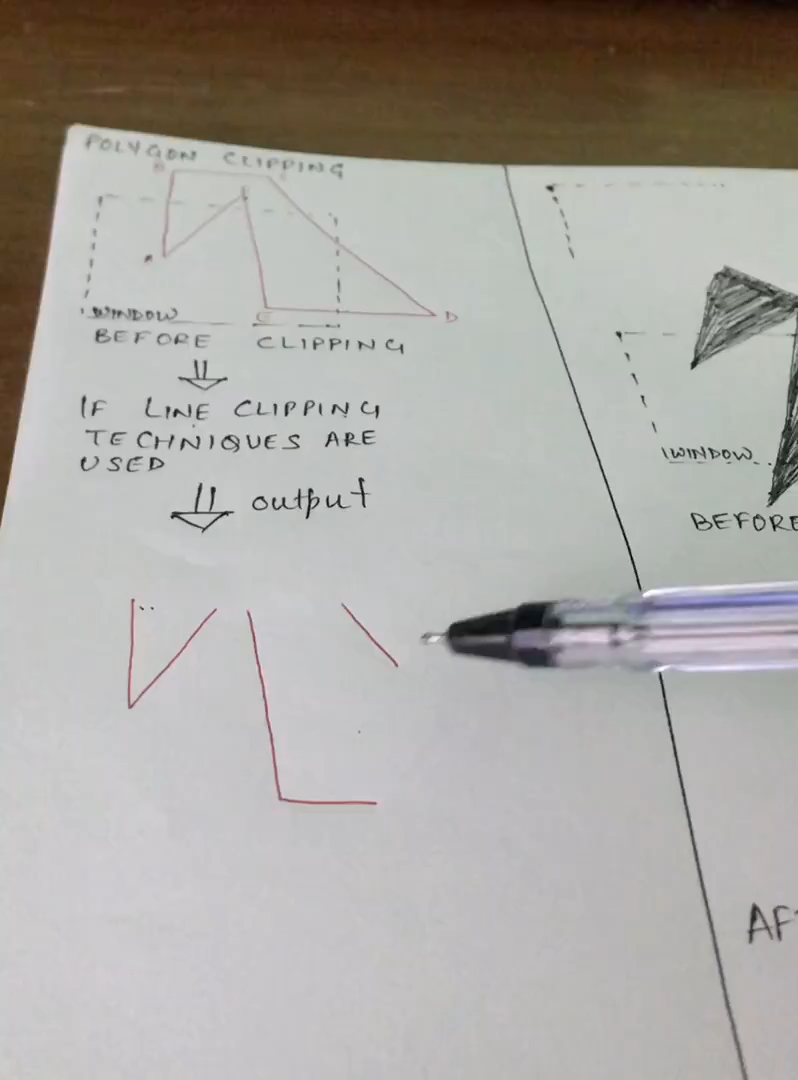 POLYGON CLIPPING
B
A
D
E
WINDOW
BEFORE CLIPPING
IF LINE CLIPPING
TECHNIQUES ARE
USED
output
WINDOW
BEFORE
AF